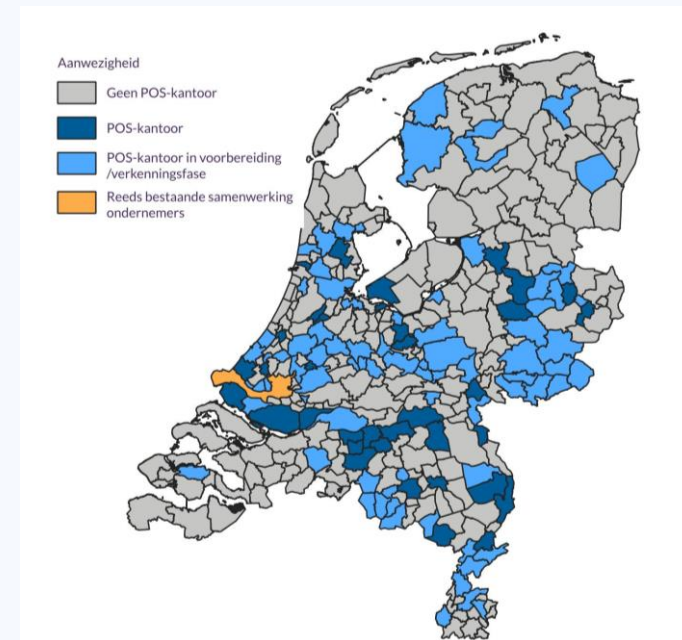 Aanwezigheid
Geen POS-kantoor
POS-kantoor
POS-kantoor in voorbereiding
/verkenningsfase
Reeds bestaande samenwerking
ondernemers